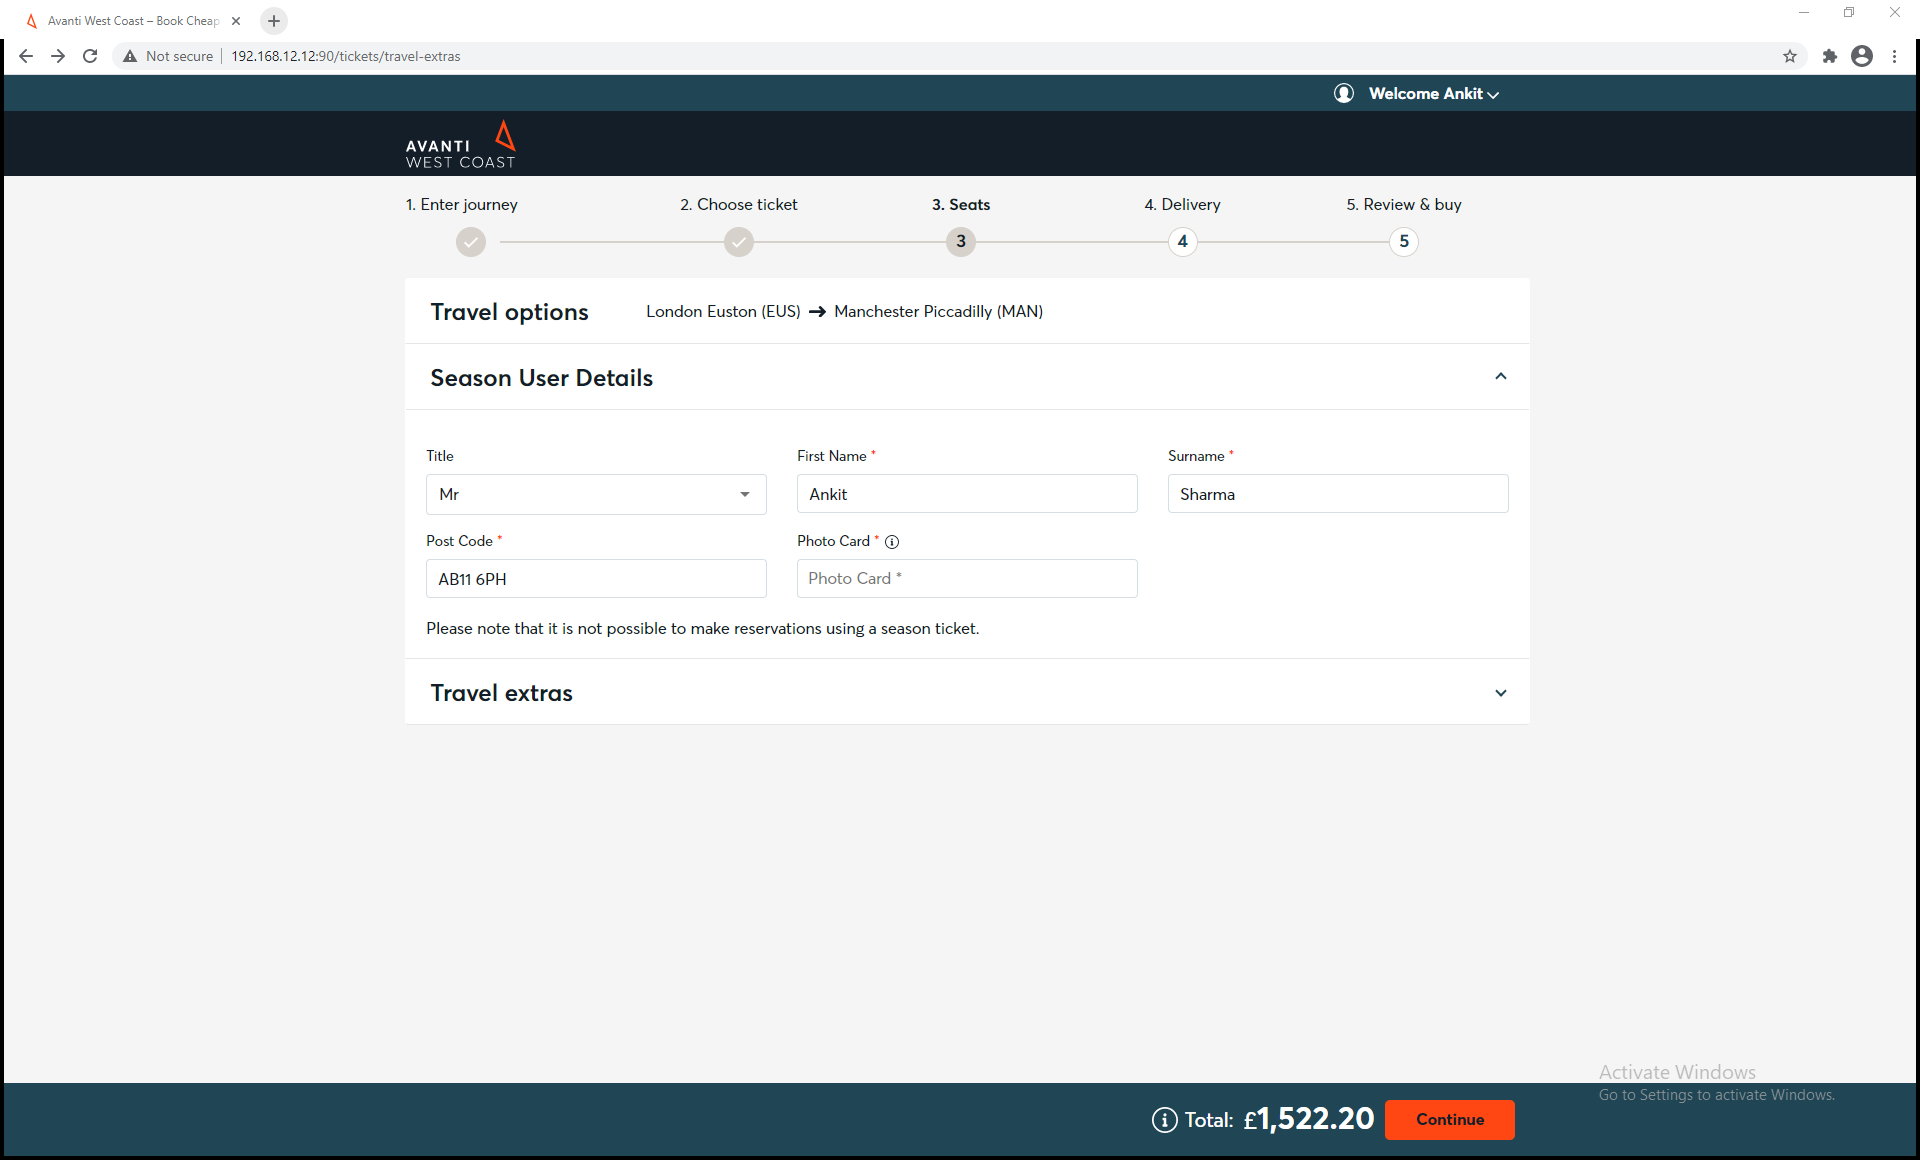 Avanti West Coast – Book Cheap
Not secure 192.168.12.12:90/tickets/travel-extras
Welcome Ankit
AVANTI
WEST COAST
1. Enter journey 2. Choose ticket 3. Seats 4. Delivery 5. Review & buy
3 4 5
Travel options London Euston (EUS) → Manchester Piccadilly (MAN)
Season User Details
Title First Name * Surname *
Mr Ankit Sharma
Post Code * Photo Card *
AB11 6PH Photo Card *
Please note that it is not possible to make reservations using a season ticket.
Travel extras
Activate Windows
Go to Settings to activate Windows.
Total: £1,522.20 Continue